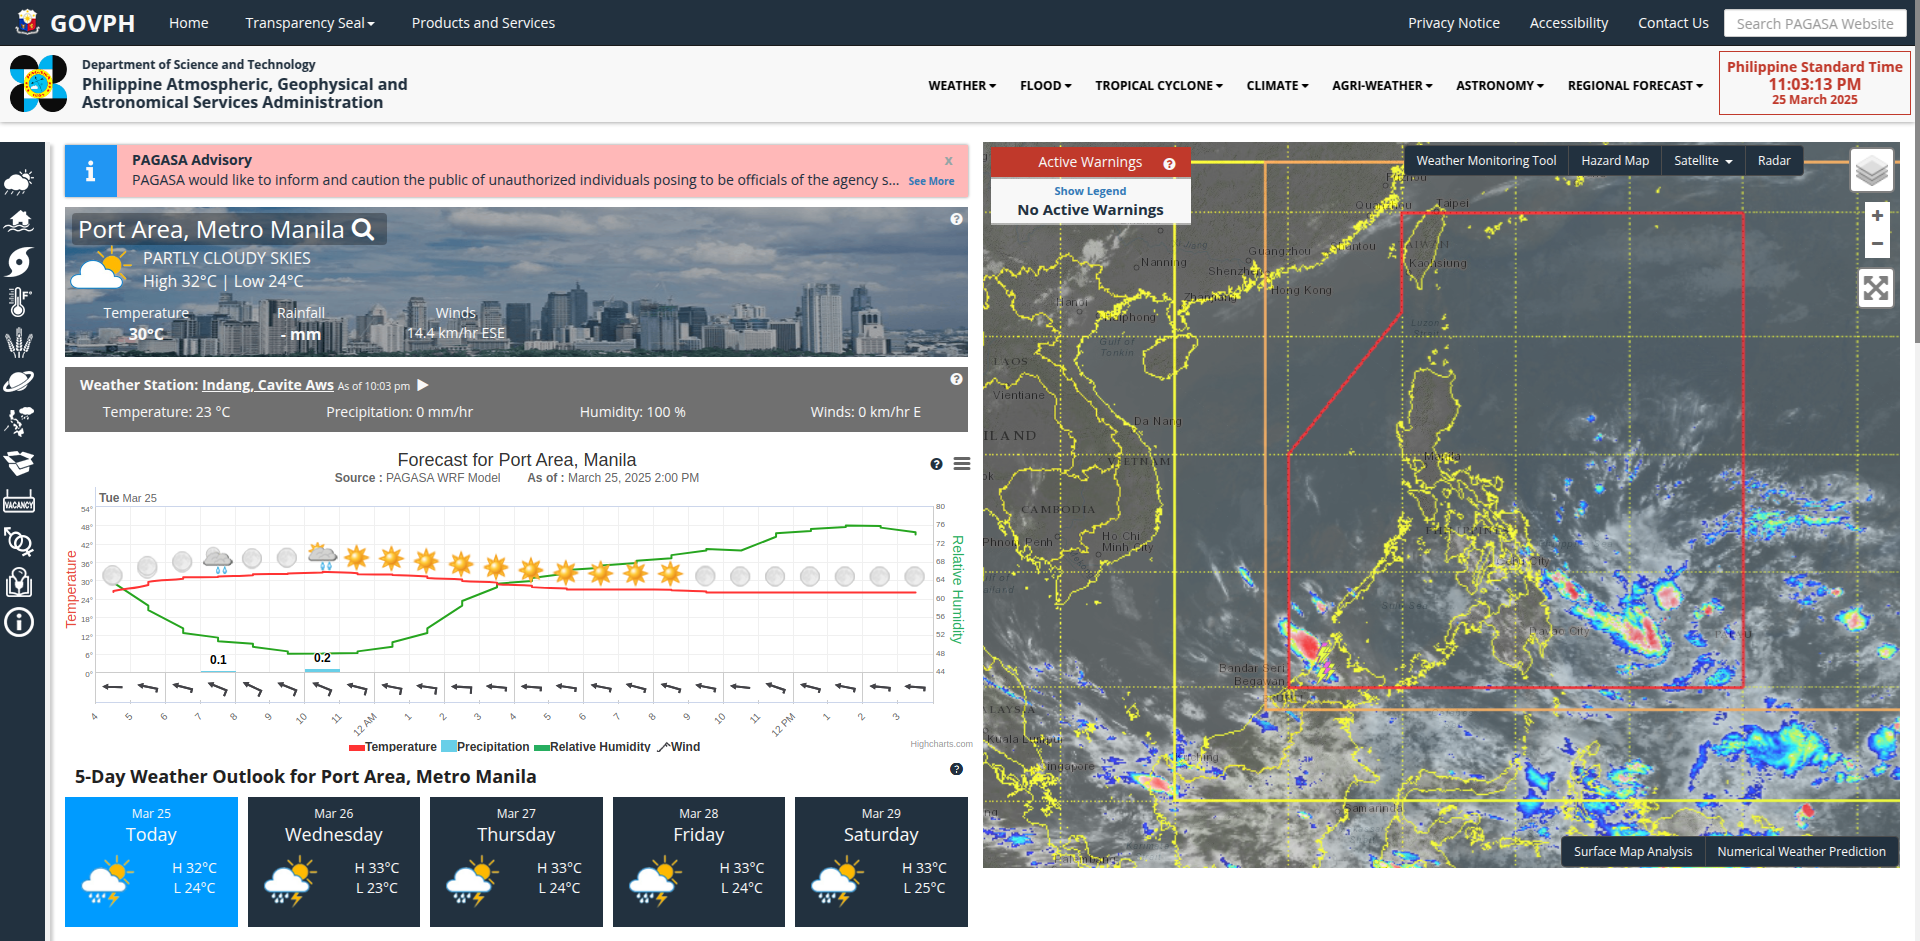 GOVPH
Home
Transparency Seal
Products and Services
Privacy Notice
Accessibility
Contact Us
Search PAGASA Website
Department of Science and Technology
Philippine Atmospheric, Geophysical and
Astronomical Services Administration
WEATHER
FLOOD
TROPICAL CYCLONE
CLIMATE
AGRI-WEATHER
ASTRONOMY
REGIONAL FORECAST
Philippine Standard Time
11:03:13 PM
25 March 2025
VACANCY
PAGASA Advisory
x
PAGASA would like to inform and caution the public of unauthorized individuals posing to be officials of the agency s...
See More
Port Area, Metro Manila
PARTLY CLOUDY SKIES
High 32°C | Low 24°C
Temperature
30°C
Rainfall
- mm
Winds
14.4 km/hr ESE
Weather Station: Indang, Cavite Aws As of 10:03 pm
Temperature: 23 °C
Precipitation: 0 mm/hr
Humidity: 100 %
Winds: 0 km/hr E
Forecast for Port Area, Manila
Source : PAGASA WRF Model As of : March 25, 2025 2:00 PM
Tue Mar 25
Temperature
54°
48°
42°
36°
30°
24°
18°
12°
6°
0°
0.1
0.2
80
76
72
68
64
60
56
52
48
44
Relative Humidity
4
5
6
7
8
9
10
11
12 AM
1
2
3
4
5
6
7
8
9
10
11
12 PM
1
2
3
Temperature
Precipitation
Relative Humidity
Wind
Highcharts.com
5-Day Weather Outlook for Port Area, Metro Manila
Mar 25
Today
H 32°C
L 24°C
Mar 26
Wednesday
H 33°C
L 23°C
Mar 27
Thursday
H 33°C
L 24°C
Mar 28
Friday
H 33°C
L 24°C
Mar 29
Saturday
H 33°C
L 25°C
Active Warnings
Show Legend
No Active Warnings
Weather Monitoring Tool
Hazard Map
Satellite
Radar
+
−
Taipei
Guangzhou
Nanning
Shenzhen
Kaohsiung
Hong Kong
Hanoi
Gulf of
Tonkin
Vientiane
Da Nang
VIETNAM
CAMBODIA
Phnom Penh
Ho Chi
Minh City
Manila
Davao City
PALAU
Bandar Seri
Begawan
Kuala Lumpur
Samarinda
Surface Map Analysis
Numerical Weather Prediction